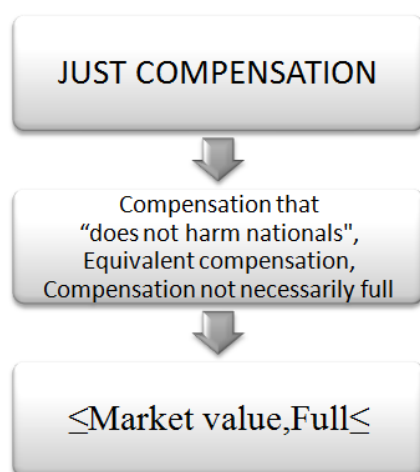 JUST COMPENSATION
Compensation that
“does not harm nationals",
Equivalent compensation,
Compensation not necessarily full
≤Market value,Full≤